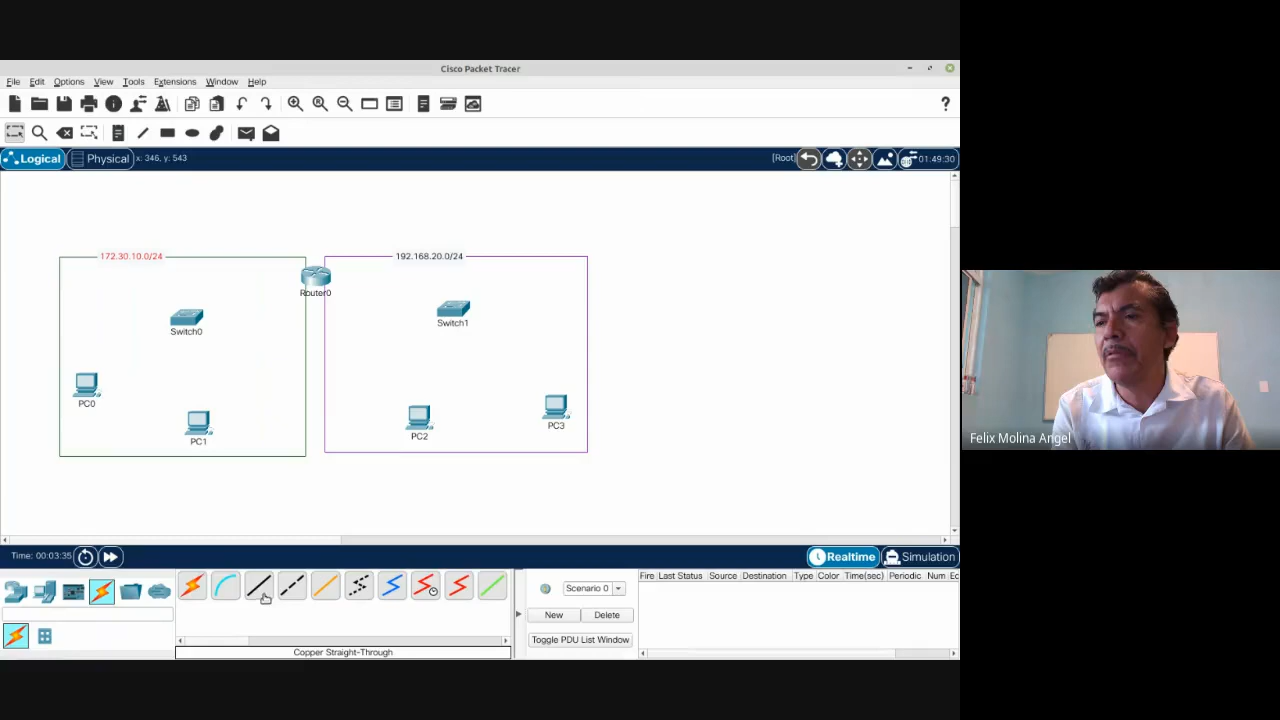 Cisco Packet Tracer
File Edit Options View Tools Extensions Window Help
Logical Physical x: 346, y: 543 [Root] 01:49:30
172.30.10.0/24 192.168.20.0/24
Router0
Switch0 Switch1
PC0 PC1 PC2 PC3
Time: 00:03:35 Realtime Simulation
Scenario 0
New Delete
Toggle PDU List Window
Fire Last Status Source Destination Type Color Time(sec) Periodic Num Ec
Copper Straight-Through
Felix Molina Angel